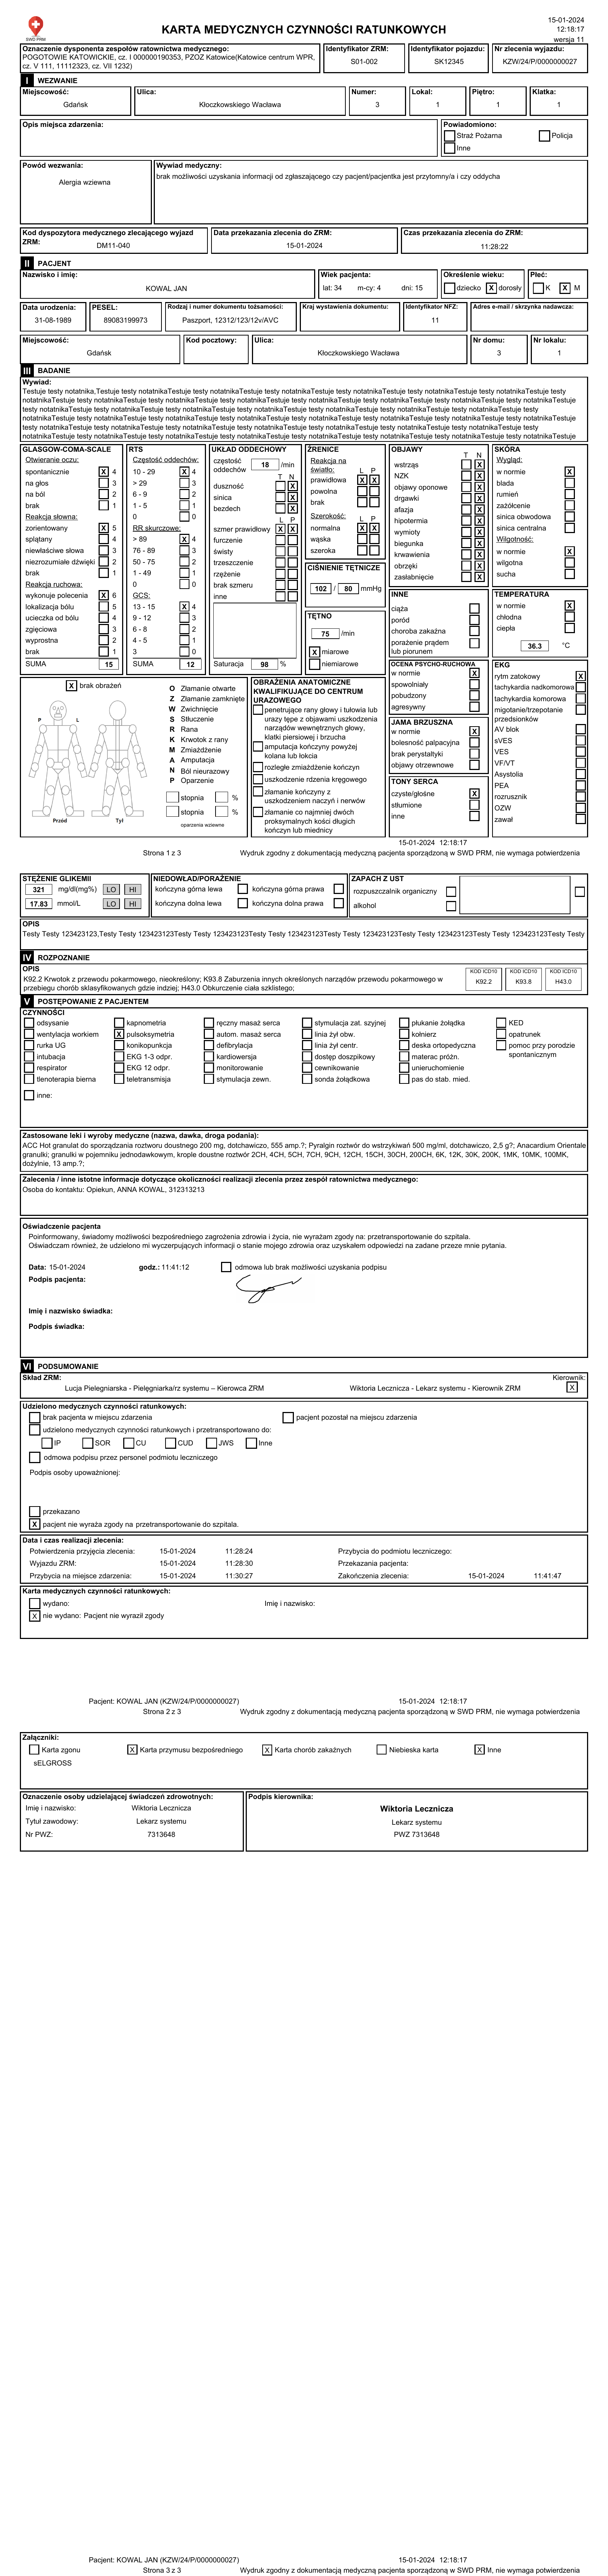 SWD PRM
KARTA MEDYCZNYCH CZYNNOŚCI RATUNKOWYCH
15-01-2024
12:18:17
wersja 11
Oznaczenie dysponenta zespołów ratownictwa medycznego:
POGOTOWIE KATOWICKIE, cz. I 000000190353, PZOZ Katowice(Katowice centrum WPR,
cz. V 111, 11112323, cz. VII 1232)
Identyfikator ZRM:
S01-002
Identyfikator pojazdu:
SK12345
Nr zlecenia wyjazdu:
KZW/24/P/0000000027
I WEZWANIE
Miejscowość: Ulica: Numer: Lokal: Piętro: Klatka:
Gdańsk Kłoczkowskiego Wacława 3 1 1 1
Opis miejsca zdarzenia:
Powiadomiono:
Straż Pożarna Policja
Inne
Powód wezwania:
Alergia wziewna
Wywiad medyczny:
brak możliwości uzyskania informacji od zgłaszającego czy pacjent/pacjentka jest przytomny/a i czy oddycha
Kod dyspozytora medycznego zlecającego wyjazd
ZRM:
DM11-040
Data przekazania zlecenia do ZRM:
15-01-2024
Czas przekazania zlecenia do ZRM:
11:28:22
II PACJENT
Nazwisko i imię:
KOWAL JAN
Wiek pacjenta:
lat: 34 m-cy: 4 dni: 15
Określenie wieku:
dziecko X dorosły
Płeć:
K X M
Data urodzenia:
31-08-1989
PESEL:
89083199973
Rodzaj i numer dokumentu tożsamości:
Paszport, 12312/123/12v/AVC
Kraj wystawienia dokumentu:
Identyfikator NFZ:
11
Adres e-mail / skrzynka nadawcza:
Miejscowość: Kod pocztowy: Ulica: Nr domu: Nr lokalu:
Gdańsk Kłoczkowskiego Wacława 3 1
III BADANIE
Wywiad:
Testuje testy notatnika,Testuje testy notatnikaTestuje testy notatnikaTestuje testy notatnikaTestuje testy notatnikaTestuje testy notatnikaTestuje testy
notatnikaTestuje testy notatnikaTestuje testy notatnikaTestuje testy notatnikaTestuje testy notatnikaTestuje testy notatnikaTestuje testy notatnikaTestuje
testy notatnikaTestuje testy notatnikaTestuje testy notatnikaTestuje testy notatnikaTestuje testy notatnikaTestuje testy notatnikaTestuje testy
notatnikaTestuje testy notatnikaTestuje testy notatnikaTestuje testy notatnikaTestuje testy notatnikaTestuje testy notatnikaTestuje testy notatnikaTestuje
testy notatnikaTestuje testy notatnikaTestuje testy notatnikaTestuje testy notatnikaTestuje testy notatnikaTestuje testy notatnikaTestuje testy
notatnikaTestuje testy notatnikaTestuje testy notatnikaTestuje testy notatnikaTestuje testy notatnikaTestuje testy notatnikaTestuje testy notatnikaTestuje
GLASGOW-COMA-SCALE
Otwieranie oczu:
spontanicznie X 4
na głos 3
na ból 2
brak 1
Reakcja słowna:
zorientowany X 5
splątany 4
niewłaściwe słowa 3
niezrozumiałe dźwięki 2
brak 1
Reakcja ruchowa:
wykonuje polecenia X 6
lokalizacja bólu 5
ucieczka od bólu 4
zgięciowa 3
wyprostna 2
brak 1
SUMA 15
RTS
Częstość oddechów:
10 - 29 X 4
> 29 3
6 - 9 2
1 - 5 1
0 0
RR skurczowe:
> 89 X 4
76 - 89 3
50 - 75 2
1 - 49 1
0 0
GCS:
13 - 15 X 4
9 - 12 3
6 - 8 2
4 - 5 1
3 0
SUMA 12
UKŁAD ODDECHOWY
częstość
oddechów 18 /min
T N
duszność X
sinica X
bezdech X
L P
szmer prawidłowy X X
furczenie
świsty
trzeszczenie
rzężenie
brak szmeru
inne
Saturacja 98 %
ŹRENICE
Reakcja na
światło: L P
prawidłowa X X
powolna
brak
Szerokość: L P
normalna X X
wąska
szeroka
CIŚNIENIE TĘTNICZE
102 / 80 mmHg
TĘTNO
75 /min
X miarowe
niemiarowe
OBJAWY
T N
wstrząs X
NZK X
objawy oponowe X
drgawki X
afazja X
hipotermia X
wymioty X
biegunka X
krwawienia X
obrzęki X
zasłabnięcie X
INNE
ciąża
poród
choroba zakaźna
porażenie prądem
lub piorunem
OCENA PSYCHO-RUCHOWA
w normie X
spowolniały
pobudzony
agresywny
JAMA BRZUSZNA
w normie X
bolesność palpacyjna
brak perystaltyki
objawy otrzewnowe
TONY SERCA
czyste/głośne X
stłumione
inne
SKÓRA
Wygląd:
w normie X
blada
rumień
zażółcenie
sinica obwodowa
sinica centralna
Wilgotność:
w normie X
wilgotna
sucha
TEMPERATURA
w normie X
chłodna
ciepła
36.3 °C
EKG
rytm zatokowy X
tachykardia nadkomorowa
tachykardia komorowa
migotanie/trzepotanie
przedsionków
AV blok
sVES
VES
VF/VT
Asystolia
PEA
rozrusznik
OZW
zawał
X brak obrażeń
P L
Przód Tył
O Złamanie otwarte
Z Złamanie zamknięte
W Zwichnięcie
S Stłuczenie
R Rana
K Krwotok z rany
M Zmiażdżenie
A Amputacja
N Ból nieurazowy
P Oparzenie
stopnia %
stopnia %
oparzenia wziewne
OBRAŻENIA ANATOMICZNE
KWALIFIKUJĄCE DO CENTRUM
URAZOWEGO
penetrujące rany głowy i tułowia lub
urazy tępe z objawami uszkodzenia
narządów wewnętrznych głowy,
klatki piersiowej i brzucha
amputacja kończyny powyżej
kolana lub łokcia
rozległe zmiażdżenie kończyn
uszkodzenie rdzenia kręgowego
złamanie kończyny z
uszkodzeniem naczyń i nerwów
złamanie co najmniej dwóch
proksymalnych kości długich
kończyn lub miednicy
15-01-2024 12:18:17
Strona 1 z 3 Wydruk zgodny z dokumentacją medyczną pacjenta sporządzoną w SWD PRM, nie wymaga potwierdzenia
STĘŻENIE GLIKEMII
321 mg/dl(mg%) LO HI
17.83 mmol/L LO HI
NIEDOWŁAD/PORAŻENIE
kończyna górna lewa kończyna górna prawa
kończyna dolna lewa kończyna dolna prawa
ZAPACH Z UST
rozpuszczalnik organiczny
alkohol
OPIS
Testy Testy 123423123,Testy Testy 123423123Testy Testy 123423123Testy Testy 123423123Testy Testy 123423123Testy Testy 123423123Testy Testy 123423123Testy Testy
IV ROZPOZNANIE
OPIS
K92.2 Krwotok z przewodu pokarmowego, nieokreślony; K93.8 Zaburzenia innych określonych narządów przewodu pokarmowego w
przebiegu chorób sklasyfikowanych gdzie indziej; H43.0 Obkurczenie ciała szklistego;
KOD ICD10 KOD ICD10 KOD ICD10
K92.2 K93.8 H43.0
V POSTĘPOWANIE Z PACJENTEM
CZYNNOŚCI
odsysanie kapnometria ręczny masaż serca stymulacja zat. szyjnej płukanie żołądka KED
wentylacja workiem X pulsoksymetria autom. masaż serca linia żył obw. kołnierz opatrunek
rurka UG konikopunkcja defibrylacja linia żył centr. deska ortopedyczna pomoc przy porodzie
spontanicznym
intubacja EKG 1-3 odpr. kardiowersja dostęp doszpikowy materac próżn.
respirator EKG 12 odpr. monitorowanie cewnikowanie unieruchomienie
tlenoterapia bierna teletransmisja stymulacja zewn. sonda żołądkowa pas do stab. mied.
inne:
Zastosowane leki i wyroby medyczne (nazwa, dawka, droga podania):
ACC Hot granulat do sporządzania roztworu doustnego 200 mg, dotchawiczo, 555 amp.?; Pyralgin roztwór do wstrzykiwań 500 mg/ml, dotchawiczo, 2,5 g?; Anacardium Orientale
granulki; granulki w pojemniku jednodawkowym, krople doustne roztwór 2CH, 4CH, 5CH, 7CH, 9CH, 12CH, 15CH, 30CH, 200CH, 6K, 12K, 30K, 200K, 1MK, 10MK, 100MK,
dożylnie, 13 amp.?;
Zalecenia / inne istotne informacje dotyczące okoliczności realizacji zlecenia przez zespół ratownictwa medycznego:
Osoba do kontaktu: Opiekun, ANNA KOWAL, 312313213
Oświadczenie pacjenta
Poinformowany, świadomy możliwości bezpośredniego zagrożenia zdrowia i życia, nie wyrażam zgody na: przetransportowanie do szpitala.
Oświadczam również, że udzielono mi wyczerpujących informacji o stanie mojego zdrowia oraz uzyskałem odpowiedzi na zadane przeze mnie pytania.
Data: 15-01-2024 godz.: 11:41:12 odmowa lub brak możliwości uzyskania podpisu
Podpis pacjenta:
Imię i nazwisko świadka:
Podpis świadka:
VI PODSUMOWANIE
Skład ZRM: Kierownik:
Lucja Pielegniarska - Pielęgniarka/rz systemu – Kierowca ZRM Wiktoria Lecznicza - Lekarz systemu - Kierownik ZRM X
Udzielono medycznych czynności ratunkowych:
brak pacjenta w miejscu zdarzenia pacjent pozostał na miejscu zdarzenia
udzielono medycznych czynności ratunkowych i przetransportowano do:
IP SOR CU CUD JWS Inne
odmowa podpisu przez personel podmiotu leczniczego
Podpis osoby upoważnionej:
przekazano
X pacjent nie wyraża zgody na przetransportowanie do szpitala.
Data i czas realizacji zlecenia:
Potwierdzenia przyjęcia zlecenia: 15-01-2024 11:28:24 Przybycia do podmiotu leczniczego:
Wyjazdu ZRM: 15-01-2024 11:28:30 Przekazania pacjenta:
Przybycia na miejsce zdarzenia: 15-01-2024 11:30:27 Zakończenia zlecenia: 15-01-2024 11:41:47
Karta medycznych czynności ratunkowych:
wydano: Imię i nazwisko:
X nie wydano: Pacjent nie wyraził zgody
Pacjent: KOWAL JAN (KZW/24/P/0000000027) 15-01-2024 12:18:17
Strona 2 z 3 Wydruk zgodny z dokumentacją medyczną pacjenta sporządzoną w SWD PRM, nie wymaga potwierdzenia
Załączniki:
Karta zgonu X Karta przymusu bezpośredniego X Karta chorób zakaźnych Niebieska karta X Inne
sELGROSS
Oznaczenie osoby udzielającej świadczeń zdrowotnych:
Imię i nazwisko: Wiktoria Lecznicza
Tytuł zawodowy: Lekarz systemu
Nr PWZ: 7313648
Podpis kierownika:
Wiktoria Lecznicza
Lekarz systemu
PWZ 7313648
Pacjent: KOWAL JAN (KZW/24/P/0000000027) 15-01-2024 12:18:17
Strona 3 z 3 Wydruk zgodny z dokumentacją medyczną pacjenta sporządzoną w SWD PRM, nie wymaga potwierdzenia